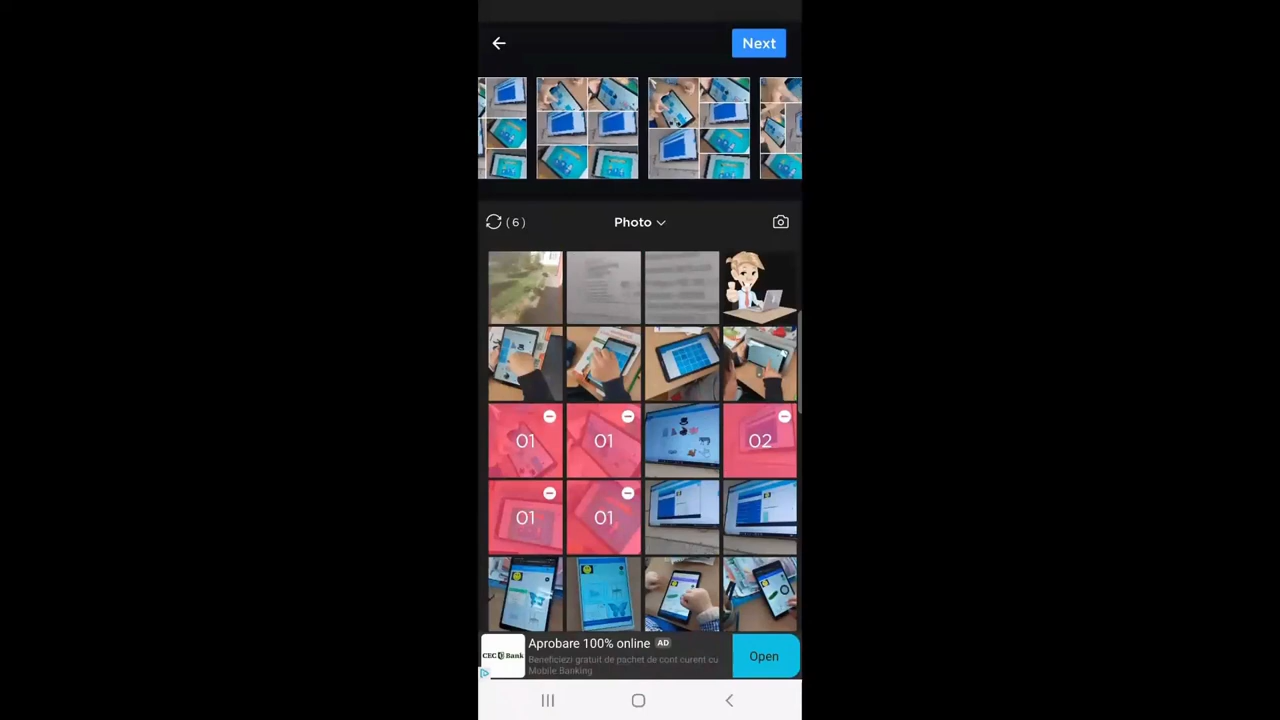 Next
( 6 )
Photo
01
01
02
01
01
Aprobare 100% online AD
CEC Bank
Beneficiezi gratuit de pachet de cont curent cu
Mobile Banking
Open